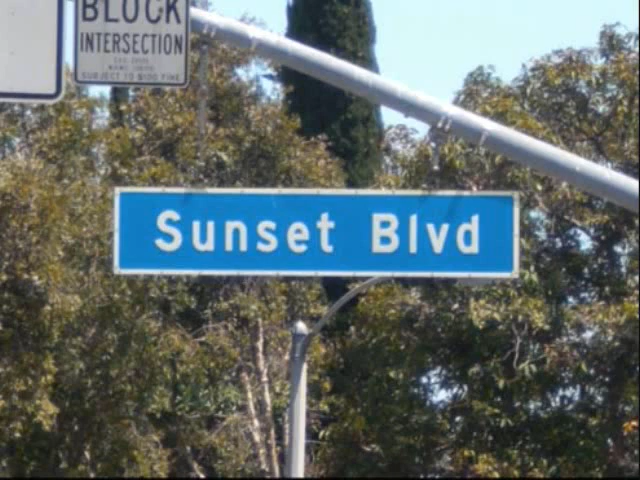 BLOCK
INTERSECTION
SUBJECT TO $100 FINE
Sunset Blvd